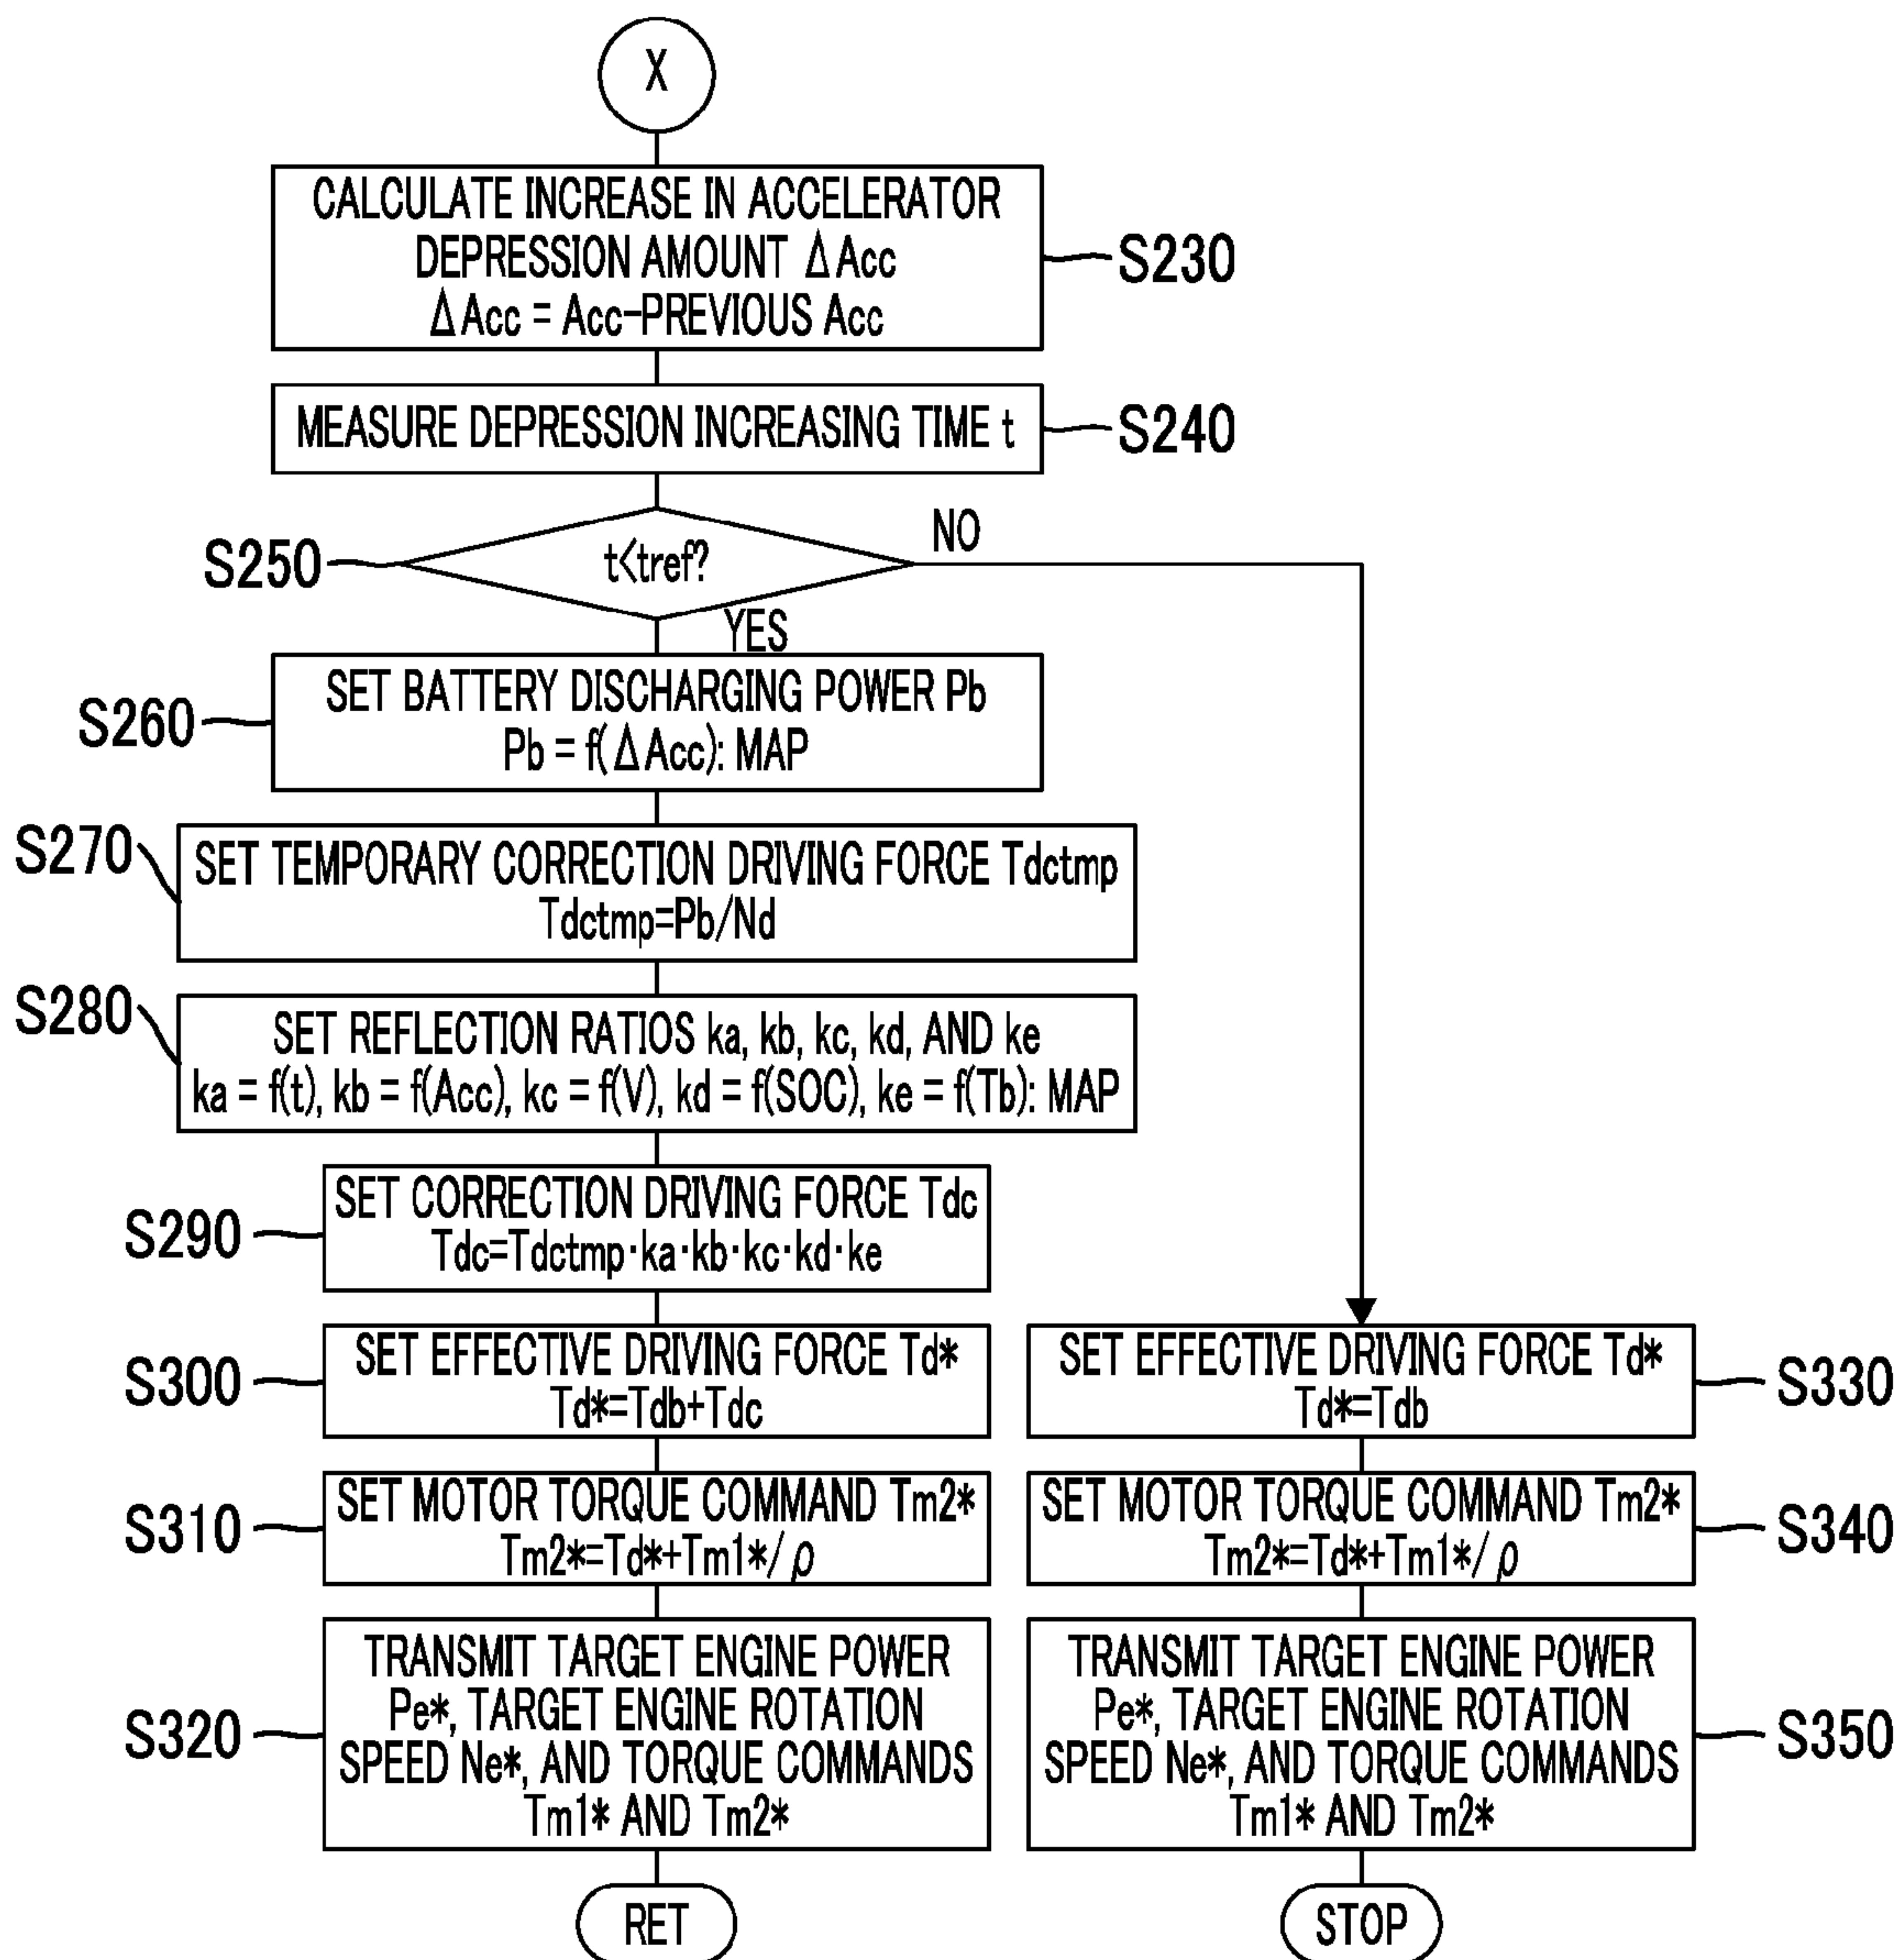 X
CALCULATE INCREASE IN ACCELERATOR
DEPRESSION AMOUNT ΔAcc
ΔAcc = Acc-PREVIOUS Acc
S230
MEASURE DEPRESSION INCREASING TIME t
S240
S250
t<tref?
NO
YES
S260
SET BATTERY DISCHARGING POWER Pb
Pb = f(ΔAcc): MAP
S270
SET TEMPORARY CORRECTION DRIVING FORCE Tdctmp
Tdctmp=Pb/Nd
S280
SET REFLECTION RATIOS ka, kb, kc, kd, AND ke
ka = f(t), kb = f(Acc), kc = f(V), kd = f(SOC), ke = f(Tb): MAP
S290
SET CORRECTION DRIVING FORCE Tdc
Tdc=Tdctmp·ka·kb·kc·kd·ke
S300
SET EFFECTIVE DRIVING FORCE Td*
Td*=Tdb+Tdc
S310
SET MOTOR TORQUE COMMAND Tm2*
Tm2*=Td*+Tm1*/ρ
S320
TRANSMIT TARGET ENGINE POWER
Pe*, TARGET ENGINE ROTATION
SPEED Ne*, AND TORQUE COMMANDS
Tm1* AND Tm2*
RET
SET EFFECTIVE DRIVING FORCE Td*
Td*=Tdb
S330
SET MOTOR TORQUE COMMAND Tm2*
Tm2*=Td*+Tm1*/ρ
S340
TRANSMIT TARGET ENGINE POWER
Pe*, TARGET ENGINE ROTATION
SPEED Ne*, AND TORQUE COMMANDS
Tm1* AND Tm2*
S350
STOP